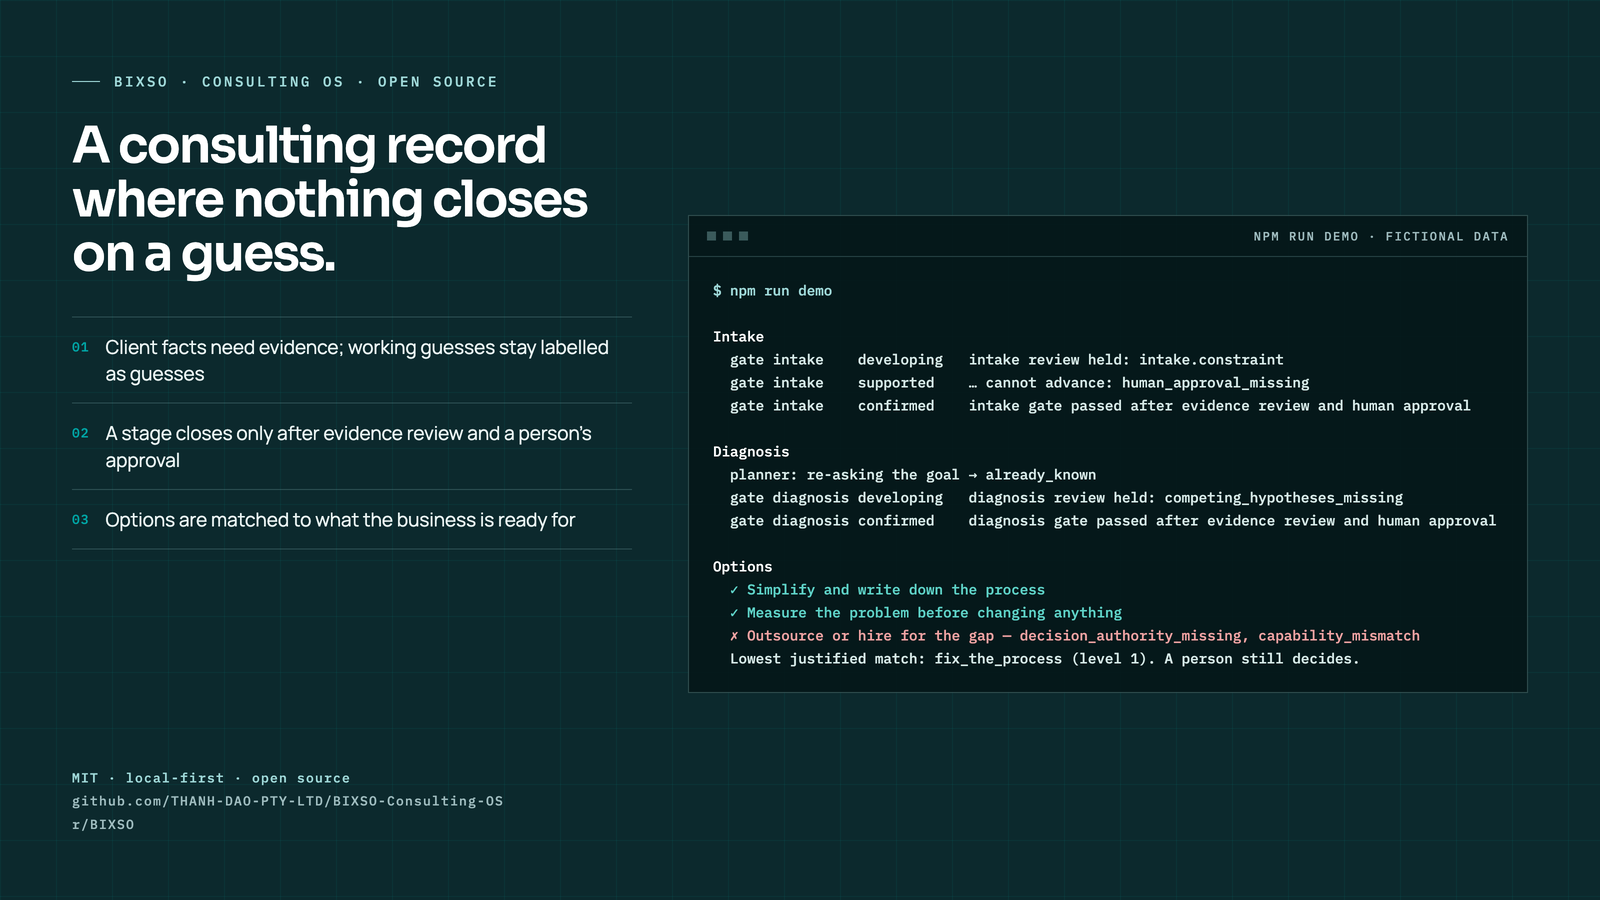 BIXSO · CONSULTING OS · OPEN SOURCE
A consulting record
where nothing closes
on a guess.
01 Client facts need evidence; working guesses stay labelled
as guesses
02 A stage closes only after evidence review and a person’s
approval
03 Options are matched to what the business is ready for
MIT · local-first · open source
github.com/THANH-DAO-PTY-LTD/BIXSO-Consulting-OS
r/BIXSO
NPM RUN DEMO · FICTIONAL DATA
$ npm run demo
Intake
gate intake developing intake review held: intake.constraint
gate intake supported … cannot advance: human_approval_missing
gate intake confirmed intake gate passed after evidence review and human approval
Diagnosis
planner: re-asking the goal → already_known
gate diagnosis developing diagnosis review held: competing_hypotheses_missing
gate diagnosis confirmed diagnosis gate passed after evidence review and human approval
Options
✓ Simplify and write down the process
✓ Measure the problem before changing anything
✗ Outsource or hire for the gap — decision_authority_missing, capability_mismatch
Lowest justified match: fix_the_process (level 1). A person still decides.